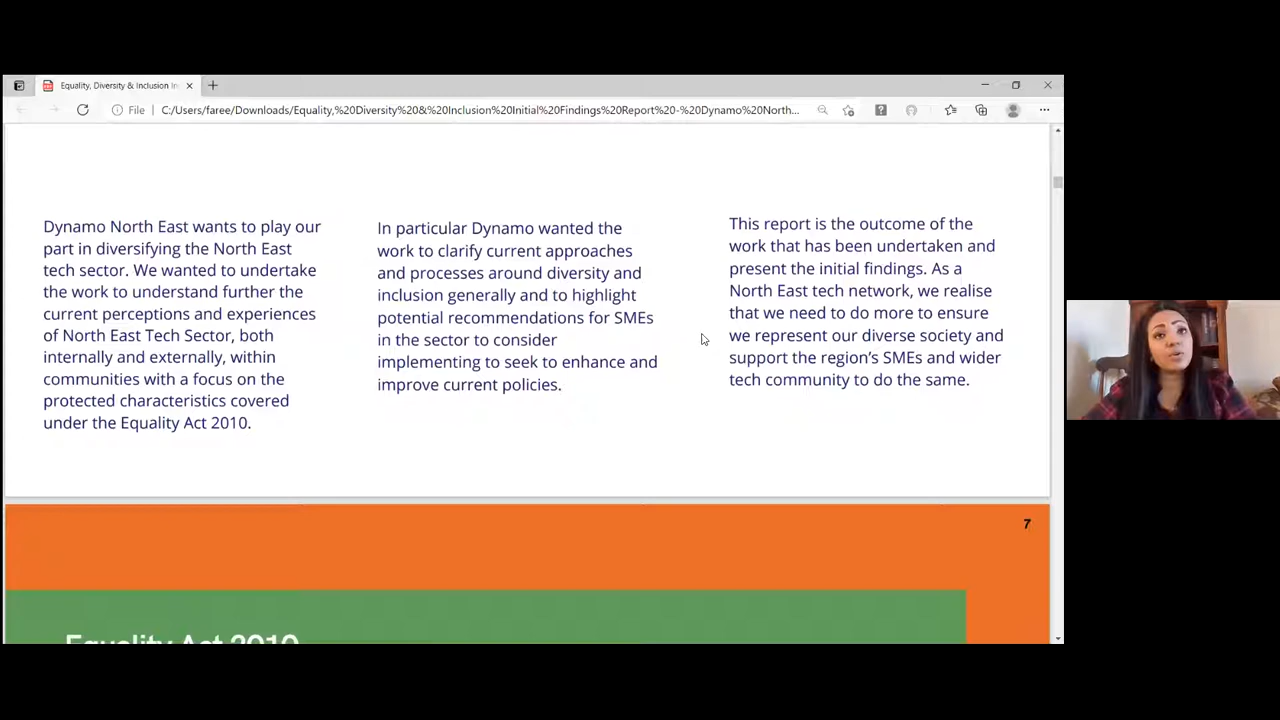 Equality, Diversity & Inclusion In
File
C:/Users/faree/Downloads/Equality,%20Diversity%20&%20Inclusion%20Initial%20Findings%20Report%20-%20Dynamo%20North...
Dynamo North East wants to play our
part in diversifying the North East
tech sector. We wanted to undertake
the work to understand further the
current perceptions and experiences
of North East Tech Sector, both
internally and externally, within
communities with a focus on the
protected characteristics covered
under the Equality Act 2010.
In particular Dynamo wanted the
work to clarify current approaches
and processes around diversity and
inclusion generally and to highlight
potential recommendations for SMEs
in the sector to consider
implementing to seek to enhance and
improve current policies.
This report is the outcome of the
work that has been undertaken and
present the initial findings. As a
North East tech network, we realise
that we need to do more to ensure
we represent our diverse society and
support the region's SMEs and wider
tech community to do the same.
7
Equality Act 2010